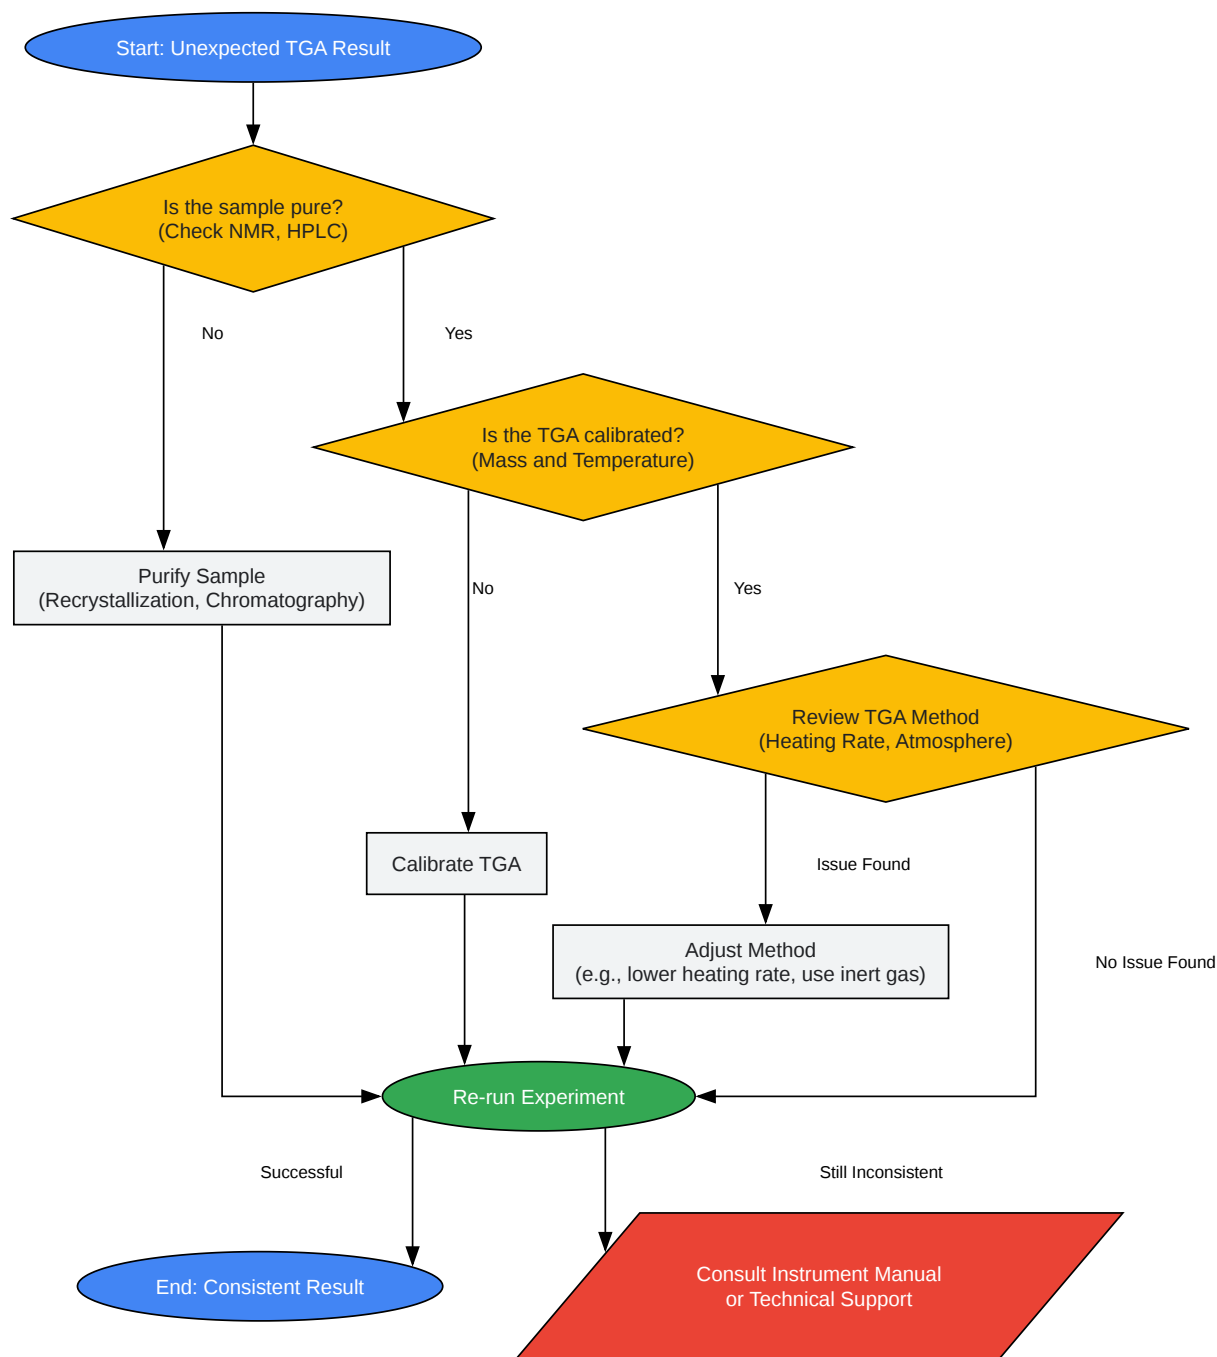 Start: Unexpected TGA Result
Is the sample pure?
(Check NMR, HPLC)
No
Yes
Is the TGA calibrated?
(Mass and Temperature)
Purify Sample
(Recrystallization, Chromatography)
No
Yes
Review TGA Method
(Heating Rate, Atmosphere)
Calibrate TGA
Issue Found
Adjust Method
(e.g., lower heating rate, use inert gas)
No Issue Found
Re-run Experiment
Successful
Still Inconsistent
End: Consistent Result
Consult Instrument Manual
or Technical Support